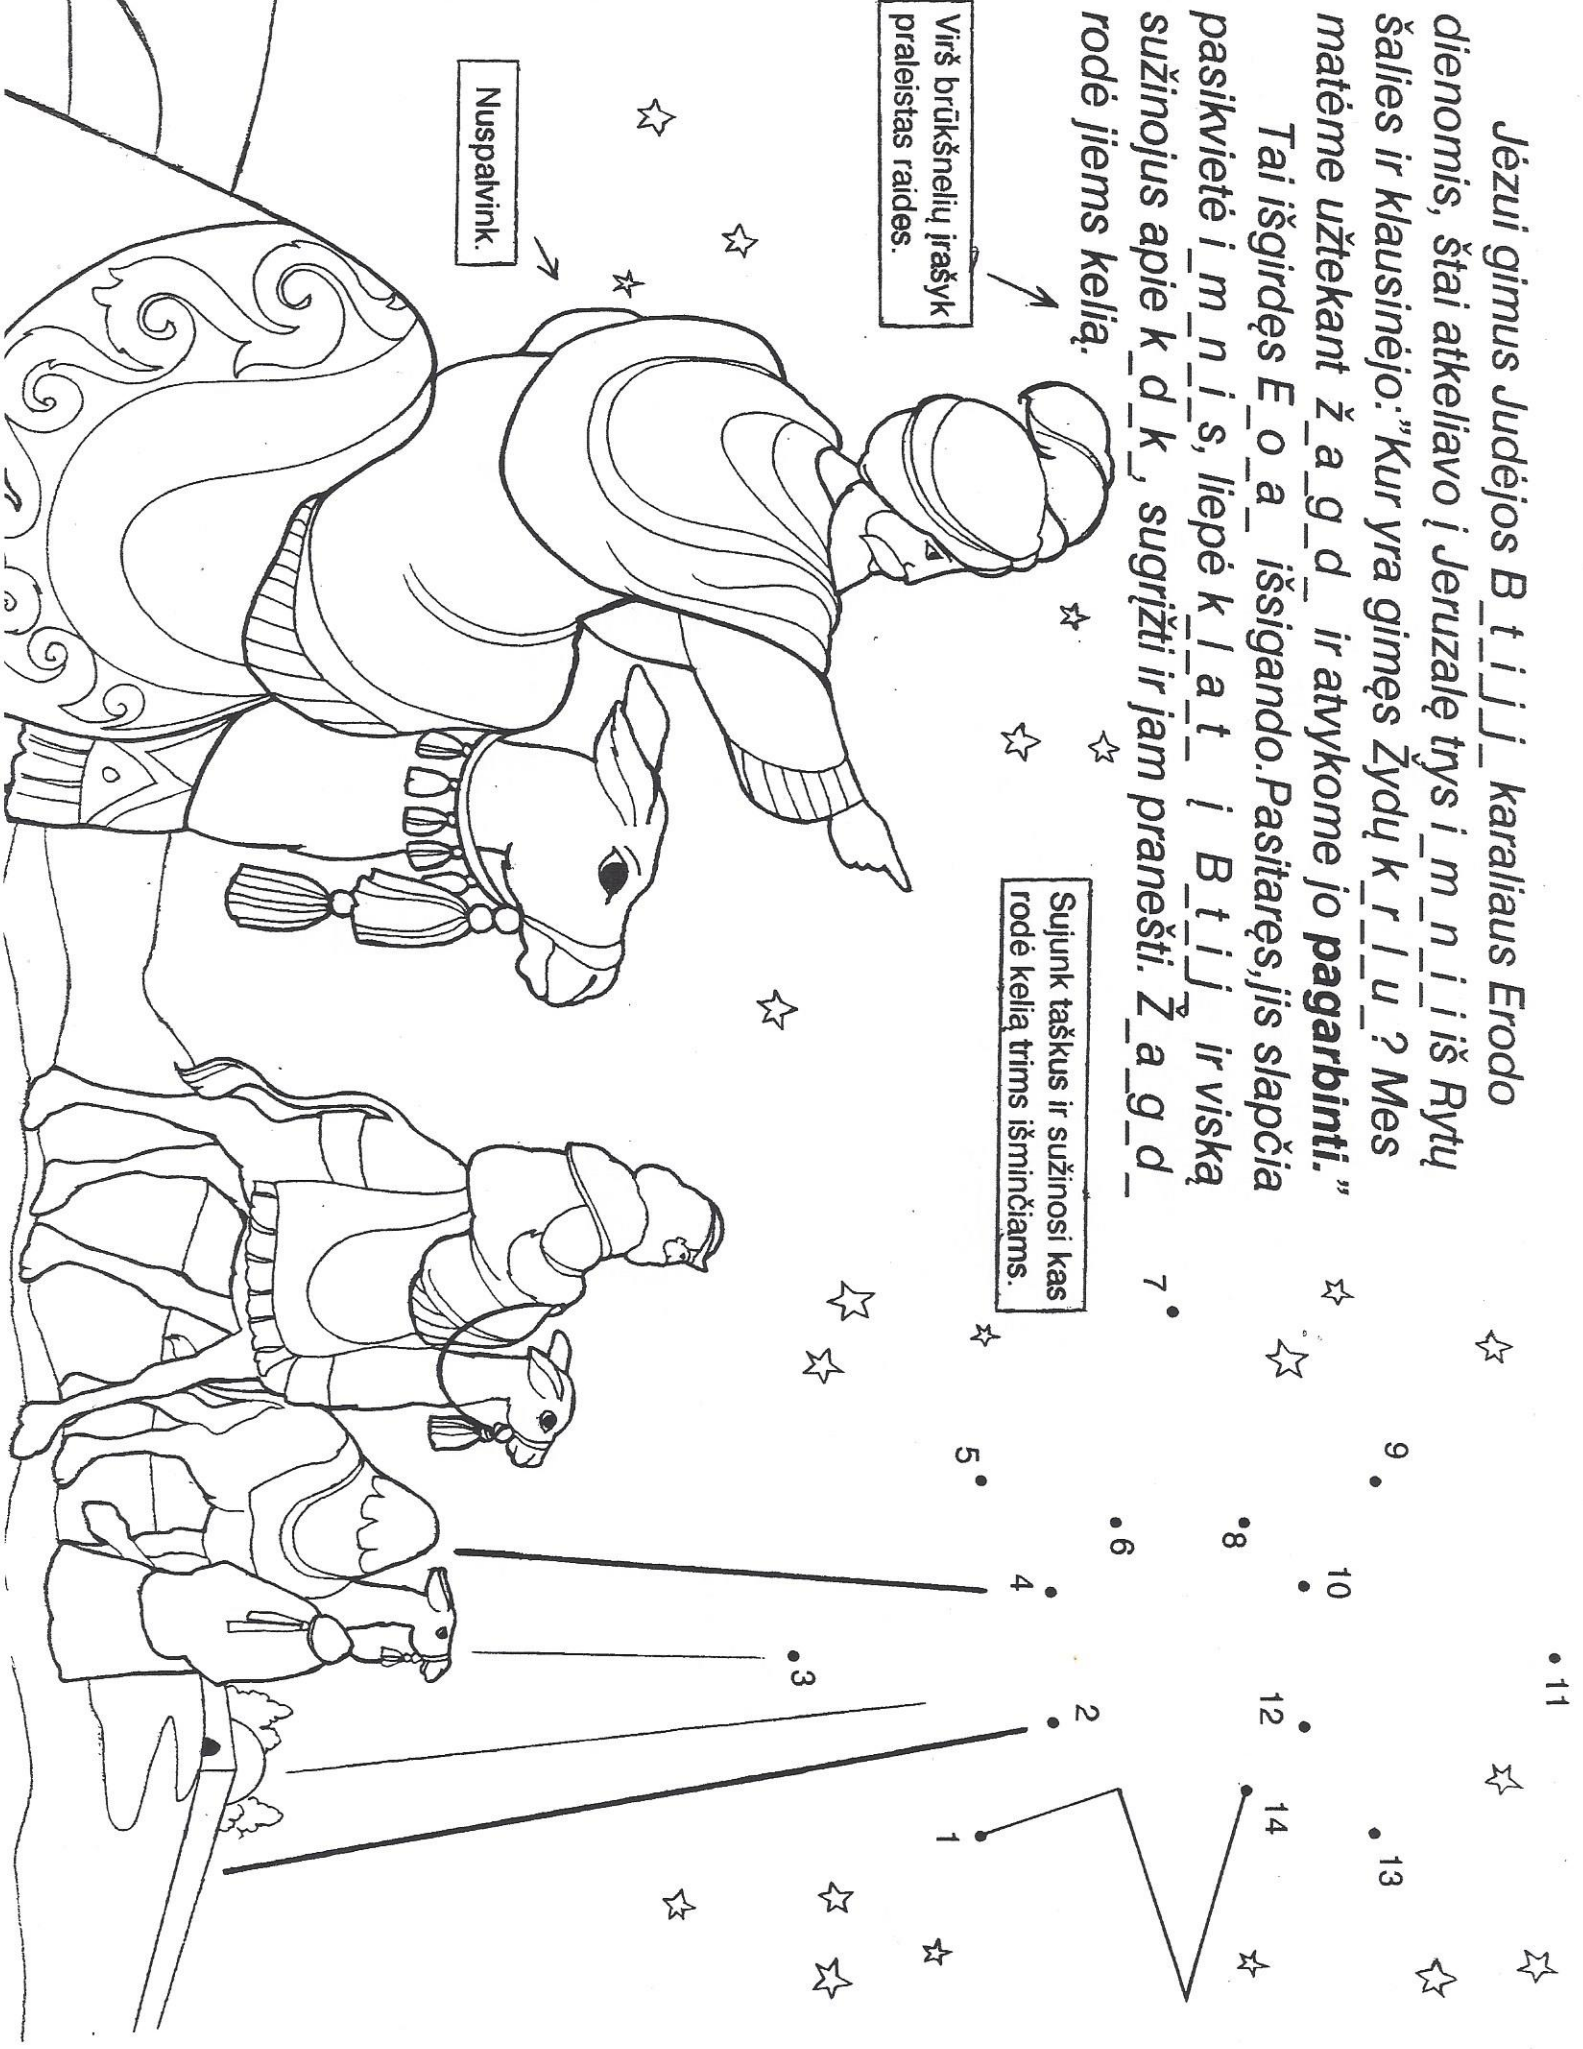 Jėzui gimus Judėjos B_t_i_j_j_ karaliaus Erodo
dienomis, štai atkeliavo į Jeruzalę trys i_m_n_i_i iš Rytų
šalies ir klausinėjo:"Kur yra gimęs Žydų k_r_l_u_? Mes
matėme užtekant ž_a_g_d_ ir atvykome jo pagarbinti."
Tai išgirdęs E_o_a_ išsigando.Pasitaręs,jis slapčia
pasikvietė i_m_n_i_s, liepė k_l_a_t_ į B_t_i_j_ ir viską
sužinojus apie k_d_k_, sugrįžti ir jam pranešti. Ž_a_g_d_
rodė jiems kelią.
Virš brūkšnelių įrašyk
praleistas raides.
Nuspalvink.
Sujunk taškus ir sužinosi kas
rodė kelią trims išminčiams.
11
13
9
10
14
12
8
7
6
2
4
5
1
3